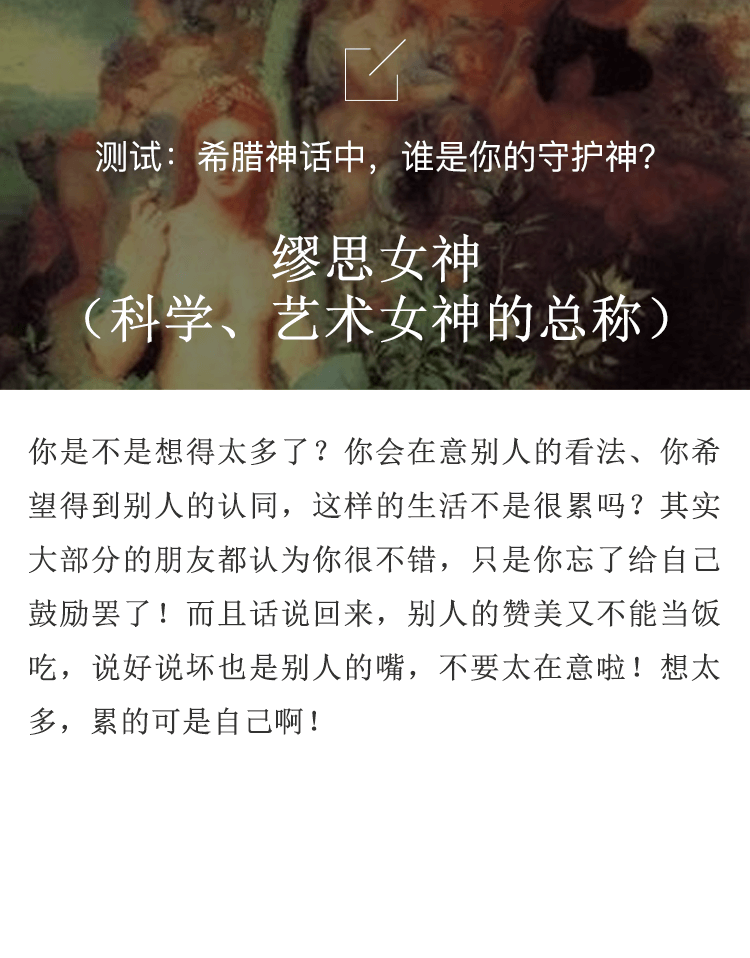 测试：希腊神话中，谁是你的守护神？
缪思女神
（科学、艺术女神的总称）
你是不是想得太多了？你会在意别人的看法、你希
望得到别人的认同，这样的生活不是很累吗？其实
大部分的朋友都认为你很不错，只是你忘了给自己
鼓励罢了！而且话说回来，别人的赞美又不能当饭
吃，说好说坏也是别人的嘴，不要太在意啦！想太
多，累的可是自己啊！